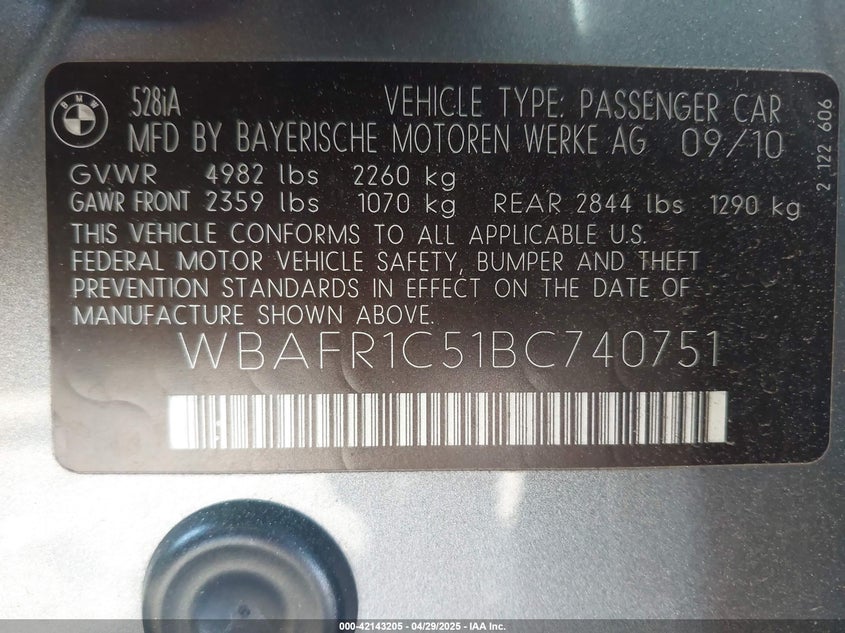 BMW
528iA VEHICLE TYPE: PASSENGER CAR
MFD BY BAYERISCHE MOTOREN WERKE AG 09/10
GVWR 4982 lbs 2260 kg
GAWR FRONT 2359 lbs 1070 kg REAR 2844 lbs 1290 kg
THIS VEHICLE CONFORMS TO ALL APPLICABLE U.S.
FEDERAL MOTOR VEHICLE SAFETY, BUMPER AND THEFT
PREVENTION STANDARDS IN EFFECT ON THE DATE OF
MANUFACTURE SHOWN ABOVE.
WBAFR1C51BC740751
2 122 606
000-42143205 - 04/29/2025 - IAA Inc.